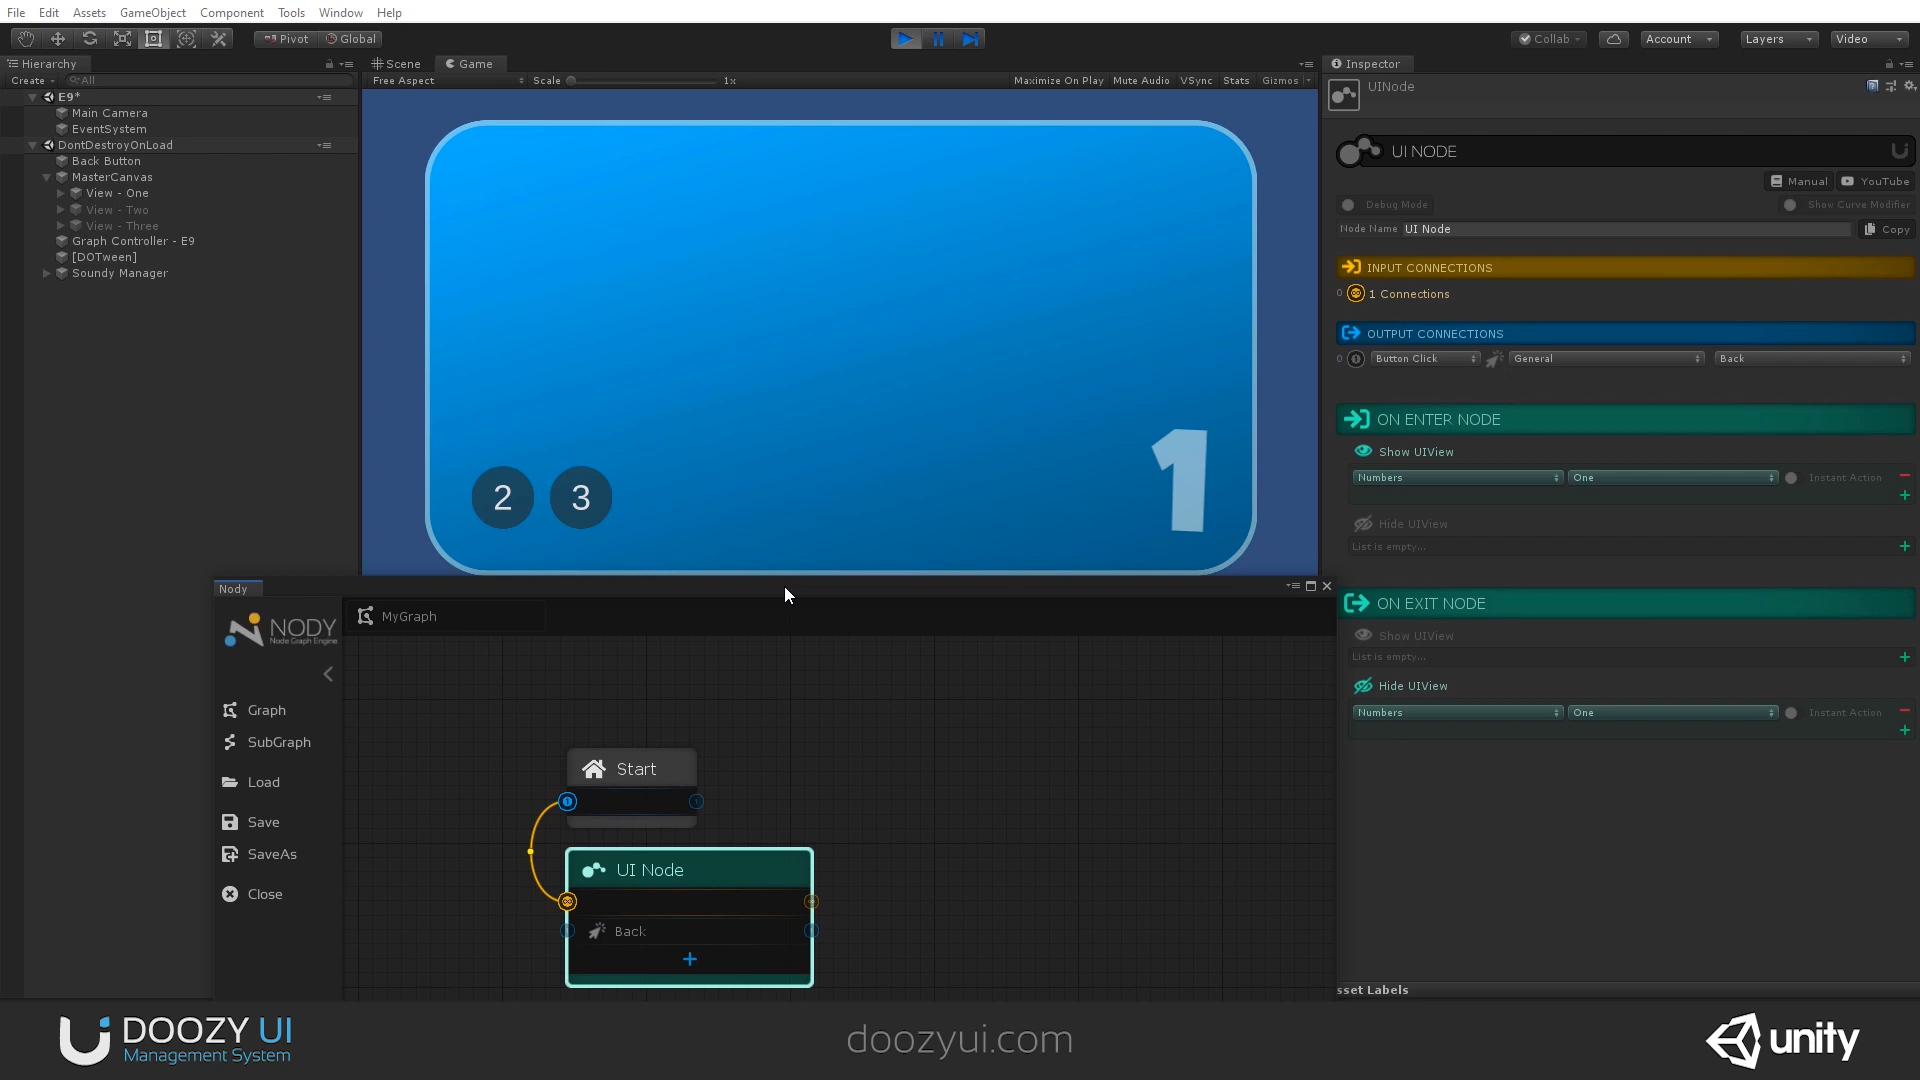 File Edit Assets GameObject Component Tools Window Help
Pivot Global Collab Account Layers Video
Hierarchy Scene Game Inspector
Create All Free Aspect Scale 1x Maximize On Play Mute Audio VSync Stats Gizmos
UINode
E9*
Main Camera
EventSystem
DontDestroyOnLoad
Back Button
MasterCanvas
View - One
View - Two
View - Three
Graph Controller - E9
[DOTween]
Soundy Manager
1
2 3
UI NODE
Manual YouTube
Debug Mode Show Curve Modifier
Node Name UI Node Copy
INPUT CONNECTIONS
0 1 Connections
OUTPUT CONNECTIONS
0 Button Click General Back
ON ENTER NODE
Show UIView
Numbers One Instant Action
Hide UIView
List is empty...
ON EXIT NODE
Show UIView
List is empty...
Hide UIView
Numbers One Instant Action
sset Labels
Nody
NODY
Node Graph Engine
MyGraph
Graph
SubGraph
Load
Save
SaveAs
Close
Start
UI Node
Back
DOOZY UI
Management System
doozyui.com
unity